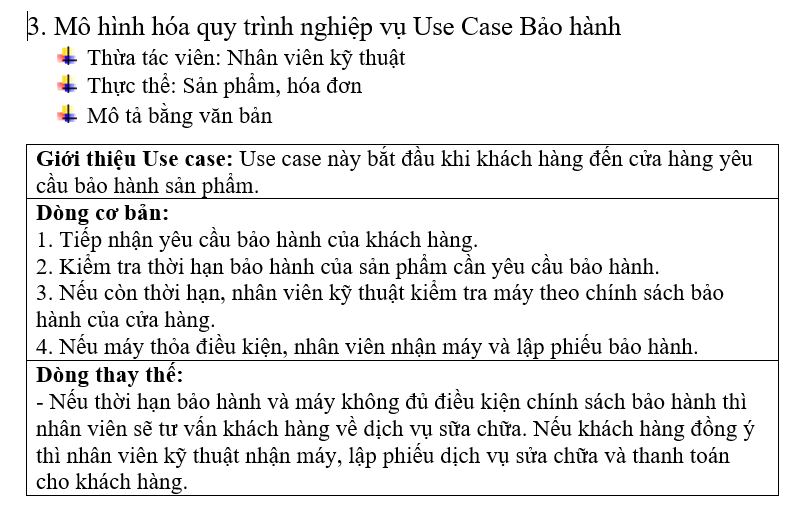 3. Mô hình hóa quy trình nghiệp vụ Use Case Bảo hành
Thừa tác viên: Nhân viên kỹ thuật
Thực thể: Sản phẩm, hóa đơn
Mô tả bằng văn bản
Giới thiệu Use case: Use case này bắt đầu khi khách hàng đến cửa hàng yêu
cầu bảo hành sản phẩm.
Dòng cơ bản:
1. Tiếp nhận yêu cầu bảo hành của khách hàng.
2. Kiểm tra thời hạn bảo hành của sản phẩm cần yêu cầu bảo hành.
3. Nếu còn thời hạn, nhân viên kỹ thuật kiểm tra máy theo chính sách bảo
hành của cửa hàng.
4. Nếu máy thỏa điều kiện, nhân viên nhận máy và lập phiếu bảo hành.
Dòng thay thế:
- Nếu thời hạn bảo hành và máy không đủ điều kiện chính sách bảo hành thì
nhân viên sẽ tư vấn khách hàng về dịch vụ sữa chữa. Nếu khách hàng đồng ý
thì nhân viên kỹ thuật nhận máy, lập phiếu dịch vụ sửa chữa và thanh toán
cho khách hàng.